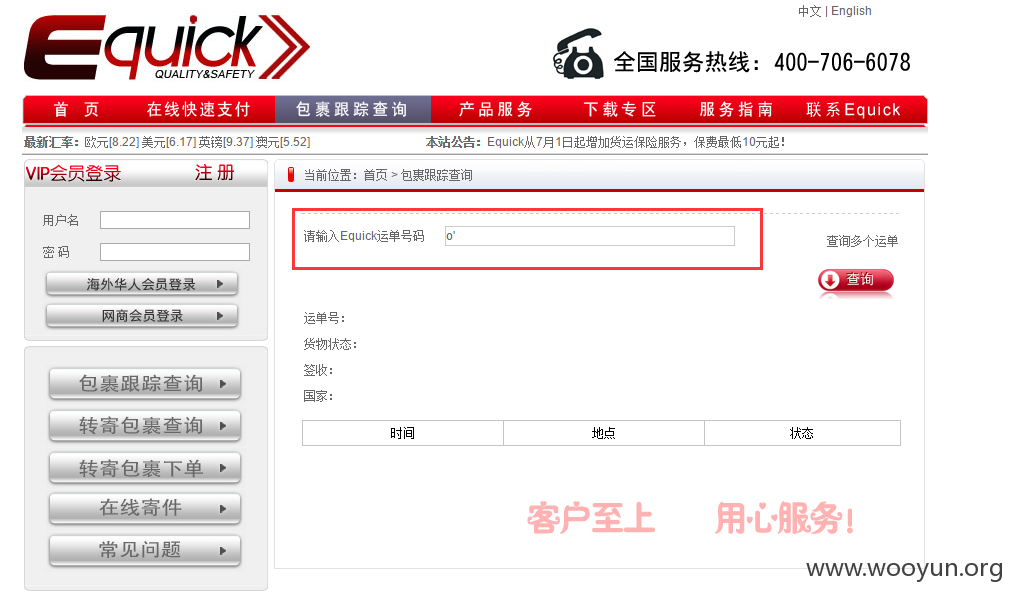 中文 | English
Equick
QUALITY&SAFETY
全国服务热线：400-706-6078
首 页 在线快速支付 包裹跟踪查询 产品服务 下载专区 服务指南 联系Equick
最新汇率：欧元[8.22] 美元[6.17] 英镑[9.37] 澳元[5.52] 本站公告：Equick从7月1日起增加货运保险服务，保费最低10元起！
VIP会员登录 注 册
当前位置：首页 > 包裹跟踪查询
用户名
密 码
海外华人会员登录
网商会员登录
请输入Equick运单号码 o'
查询多个运单
查询
运单号：
货物状态：
签收：
国家：
时间 地点 状态
包裹跟踪查询
转寄包裹查询
转寄包裹下单
在线寄件
常见问题
客户至上 用心服务！
www.wooyun.org